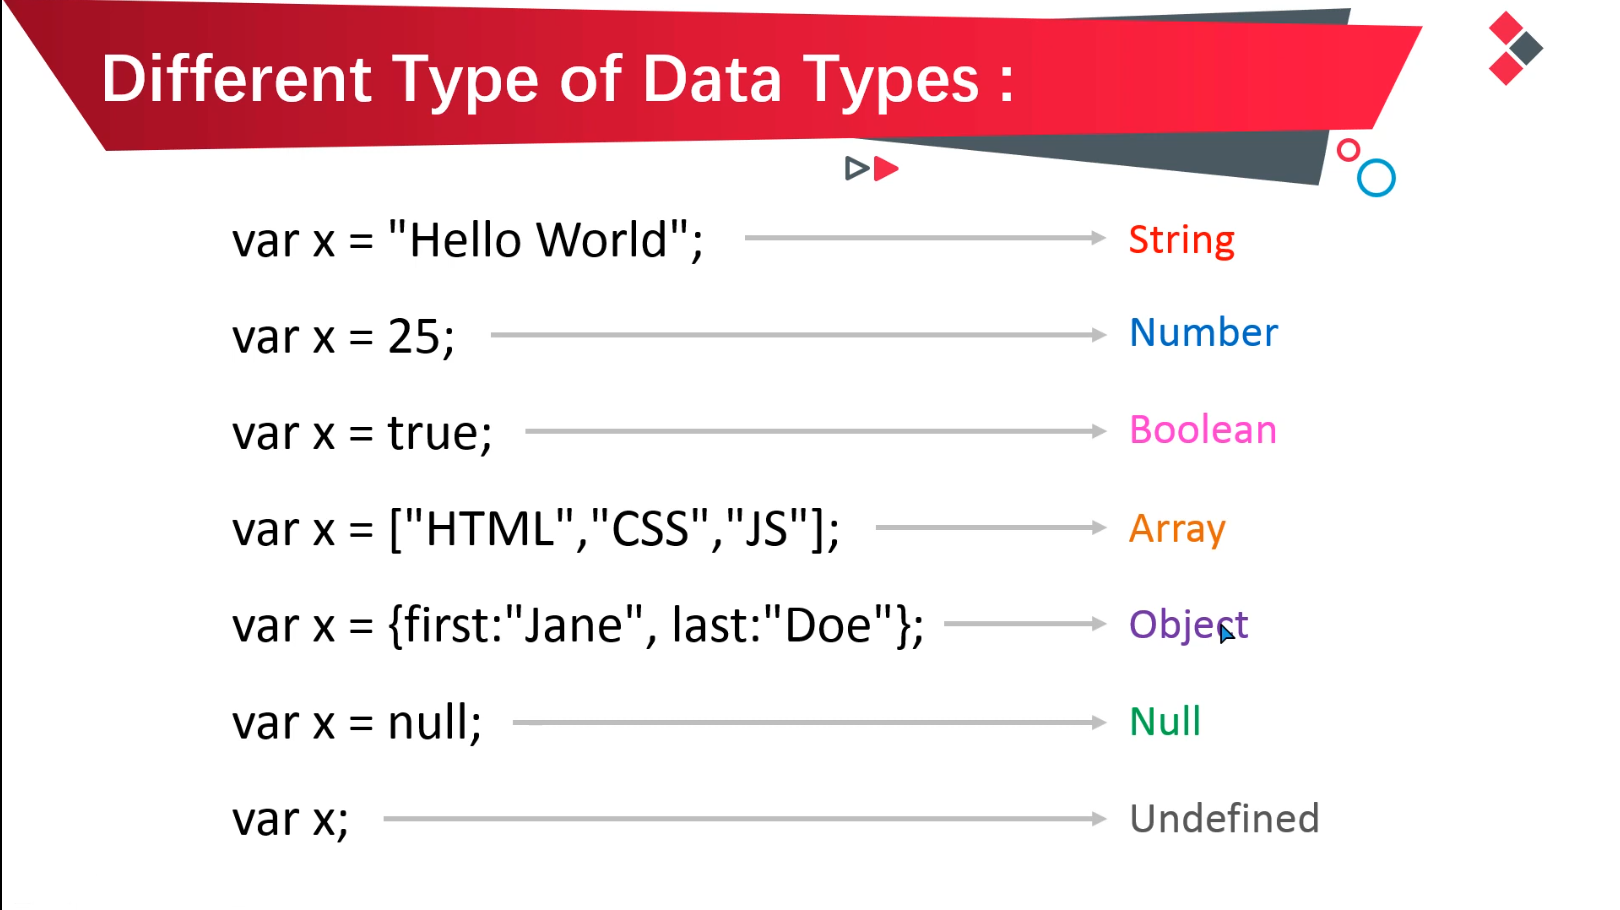 Different Type of Data Types :
var x = "Hello World"; String
var x = 25; Number
var x = true; Boolean
var x = ["HTML","CSS","JS"]; Array
var x = {first:"Jane", last:"Doe"}; Object
var x = null; Null
var x; Undefined